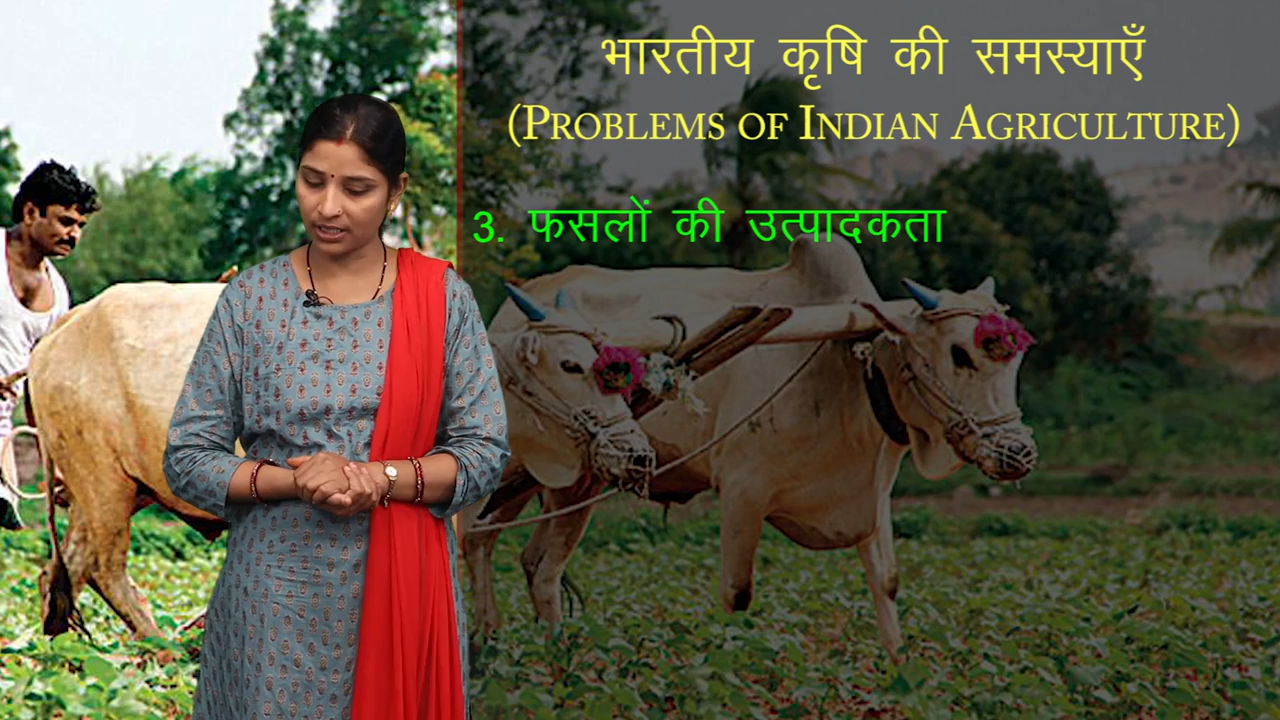 भारतीय कृषि की समस्याएँ
(PROBLEMS OF INDIAN AGRICULTURE)
3. फसलों की उत्पादकता